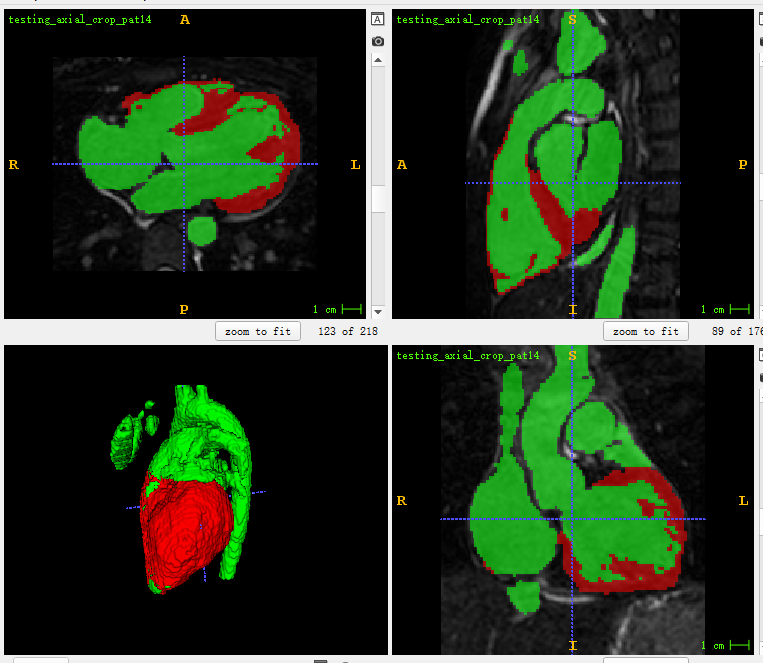 testing_axial_crop_pat14
A
A
R
L
P
1 cm
zoom to fit
123 of 218
testing_axial_crop_pat14
S
A
P
I
1 cm
zoom to fit
89 of 176
testing_axial_crop_pat14
S
R
L
I
1 cm